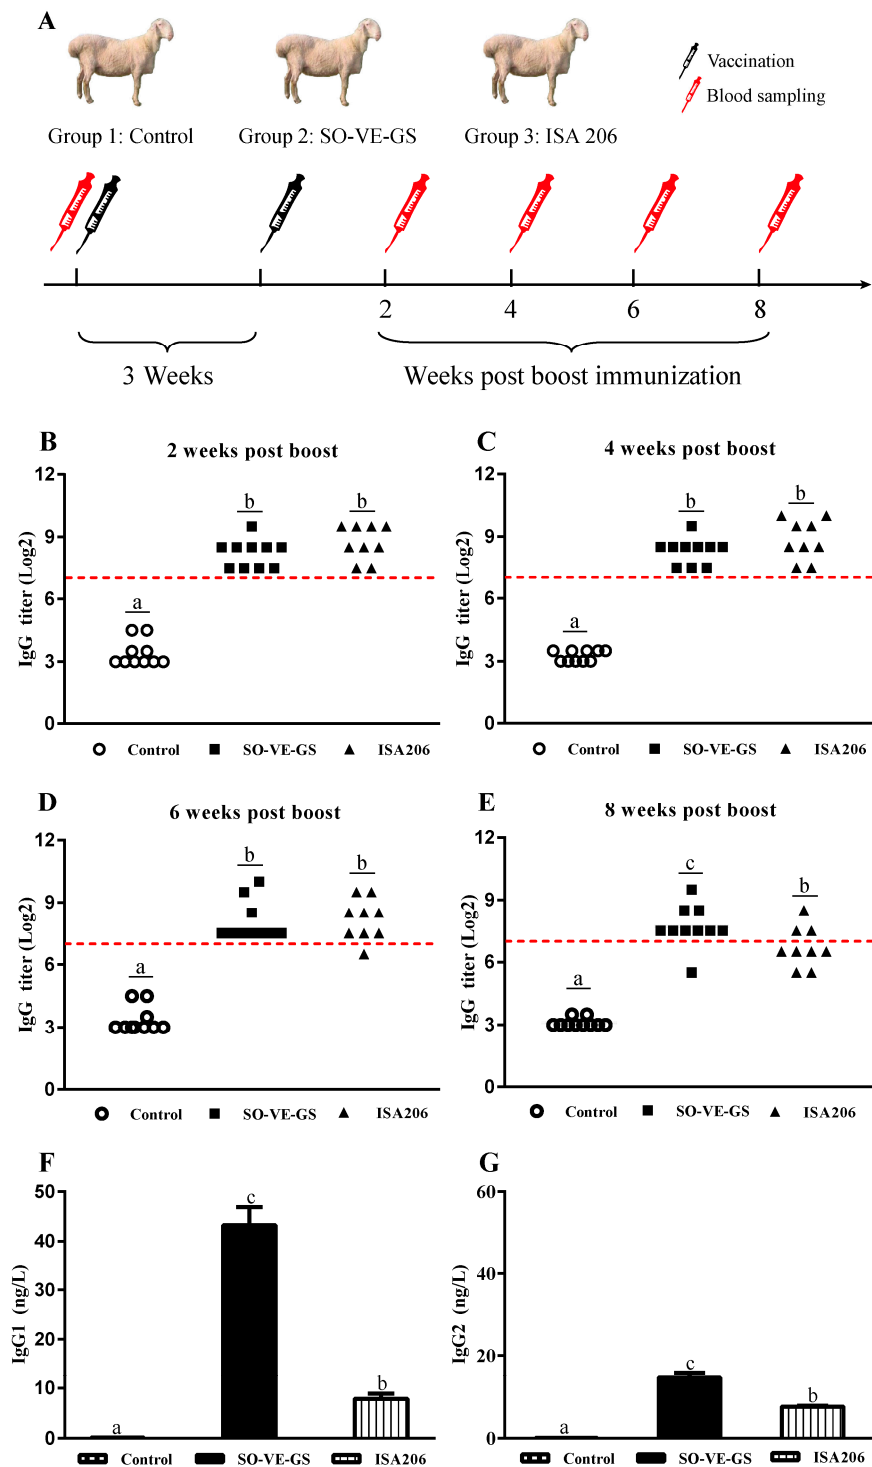 A
Vaccination
Blood sampling
Group 1: Control
Group 2: SO-VE-GS
Group 3: ISA 206
2
4
6
8
3 Weeks
Weeks post boost immunization
B
2 weeks post boost
IgG titer (Log2)
12
9
6
3
0
a
b
b
Control
SO-VE-GS
ISA206
C
4 weeks post boost
IgG titer (Log2)
12
9
6
3
0
a
b
b
Control
SO-VE-GS
ISA206
D
6 weeks post boost
IgG titer (Log2)
12
9
6
3
0
a
b
b
Control
SO-VE-GS
ISA206
E
8 weeks post boost
IgG titer (Log2)
12
9
6
3
0
a
c
b
Control
SO-VE-GS
ISA206
F
IgG1 (ng/L)
50
40
30
20
10
0
a
c
b
Control
SO-VE-GS
ISA206
G
IgG2 (ng/L)
60
40
20
0
a
c
b
Control
SO-VE-GS
ISA206